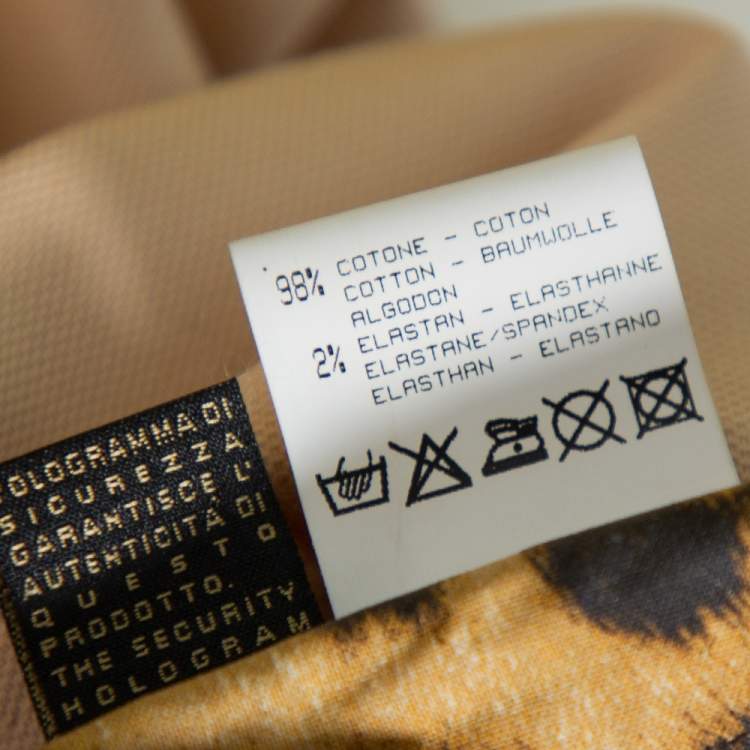 98% COTONE - COTON
COTTON - BAUMWOLLE
ALGODON
2% ELASTAN - ELASTHANNE
ELASTANE/SPANDEX
ELASTHAN - ELASTANO
OLOGRAMMA DI
SICUREZZA
GARANTISCE L'
AUTENTICITÀ DI
QUESTO
PRODOTTO.
THE SECURITY
HOLOGRAM